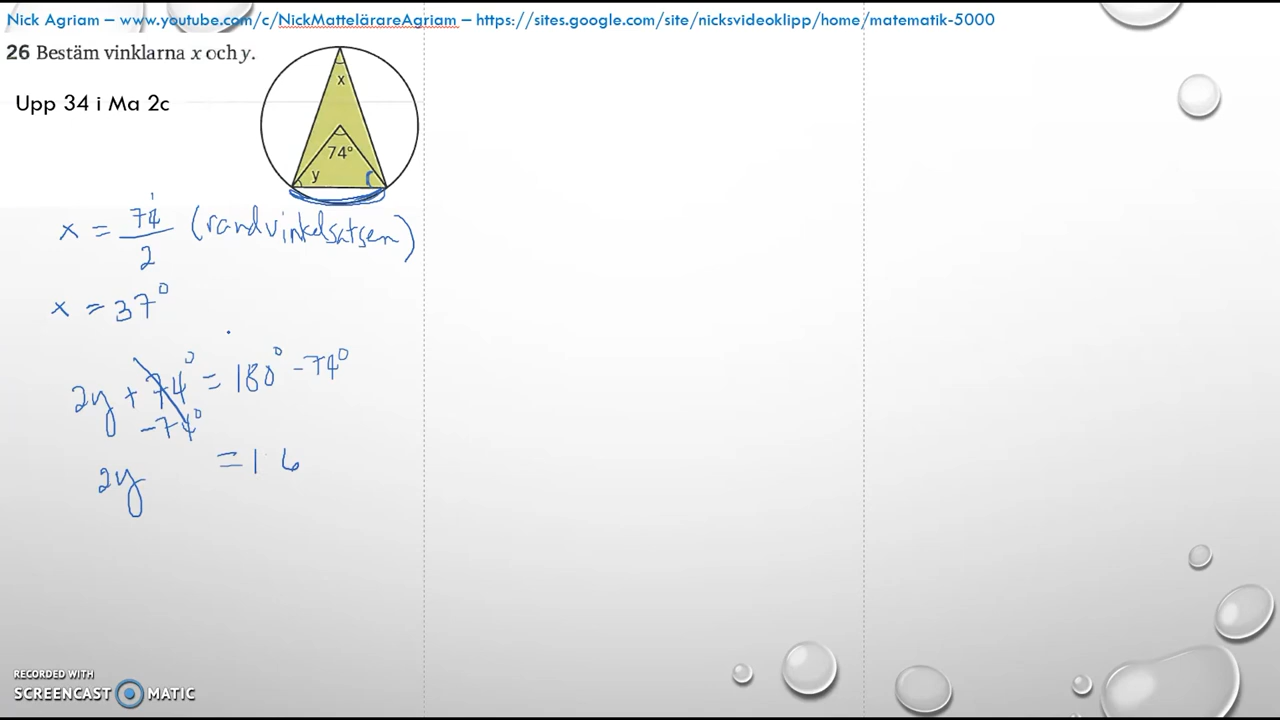 Nick Agriam – www.youtube.com/c/NickMattelärareAgriam – https://sites.google.com/site/nicksvideoklipp/home/matematik-5000
26 Bestäm vinklarna x och y.
Upp 34 i Ma 2c
x
74°
y
x = 74/2 (randvinkelsatsen)
x = 37°
2y + 74° = 180° - 74°
- 74°
2y = 1 6
RECORDED WITH
SCREENCAST MATIC